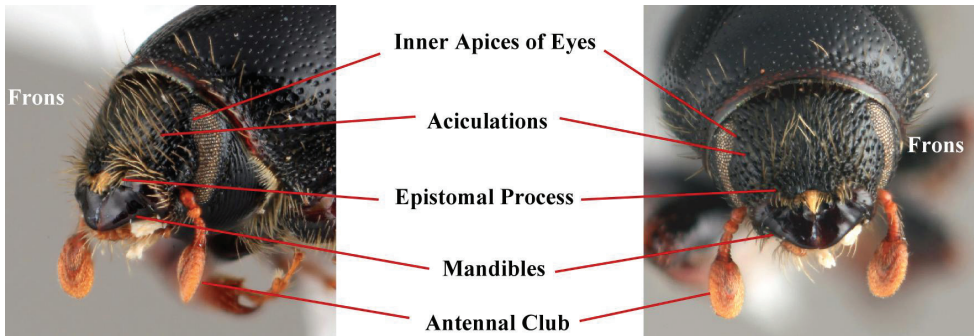 Inner Apices of Eyes
Frons
Aciculations
Frons
Epistomal Process
Mandibles
Antennal Club